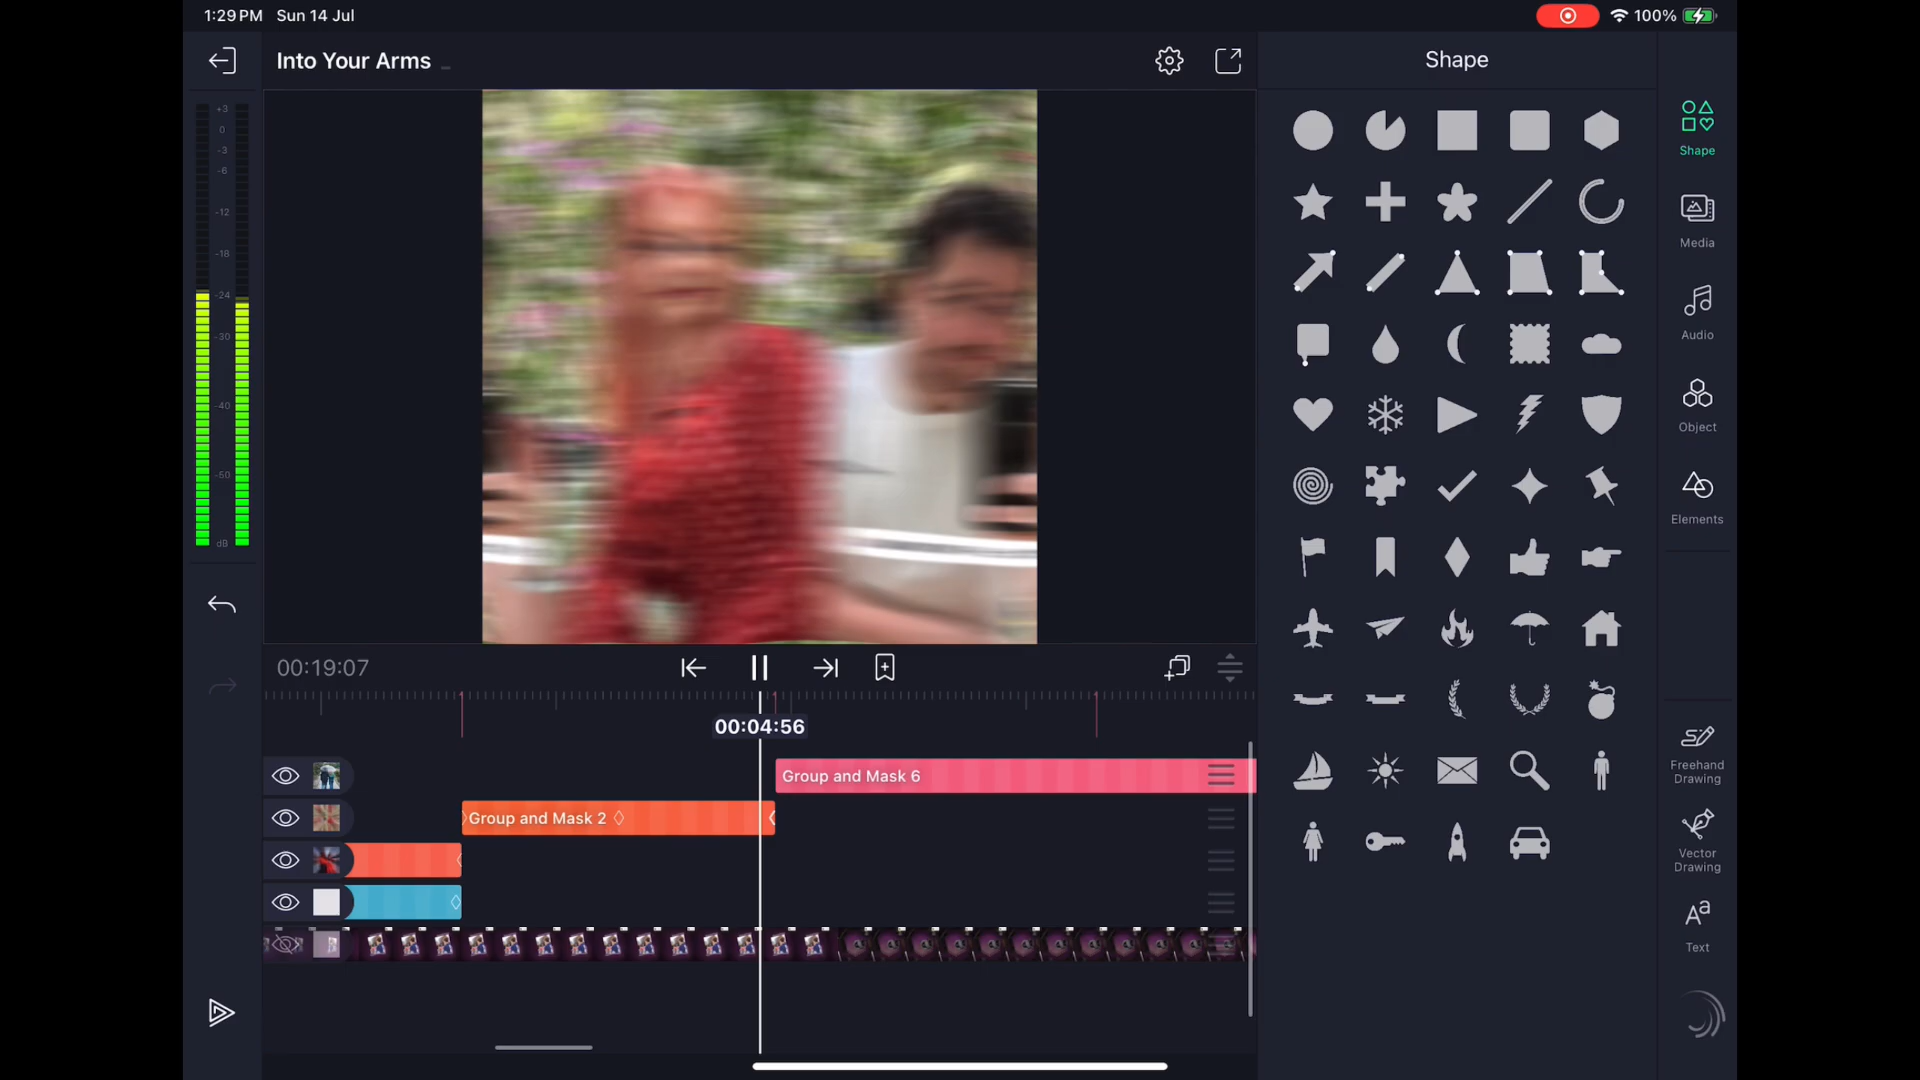 1:29 PM Sun 14 Jul
100%
Into Your Arms
Shape
+3
0
-3
-6
-12
-18
-24
-30
-40
-50
dB
Shape
Media
Audio
Object
Elements
Freehand
Drawing
Vector
Drawing
Aa
Text
00:19:07
00:04:56
Group and Mask 6
Group and Mask 2